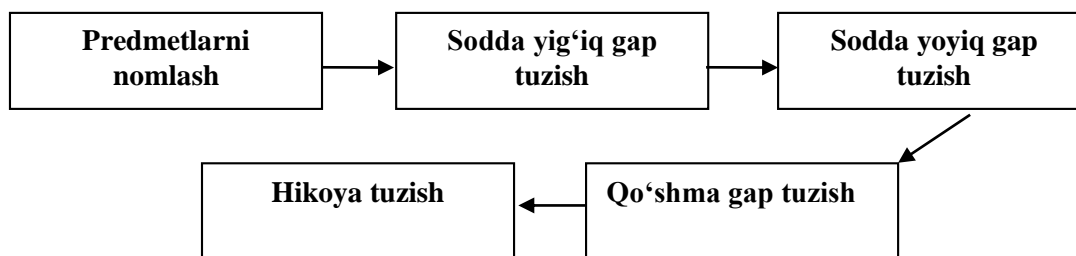 Predmetlarni
nomlash
Sodda yig‘iq gap
tuzish
Sodda yoyiq gap
tuzish
Qo‘shma gap tuzish
Hikoya tuzish